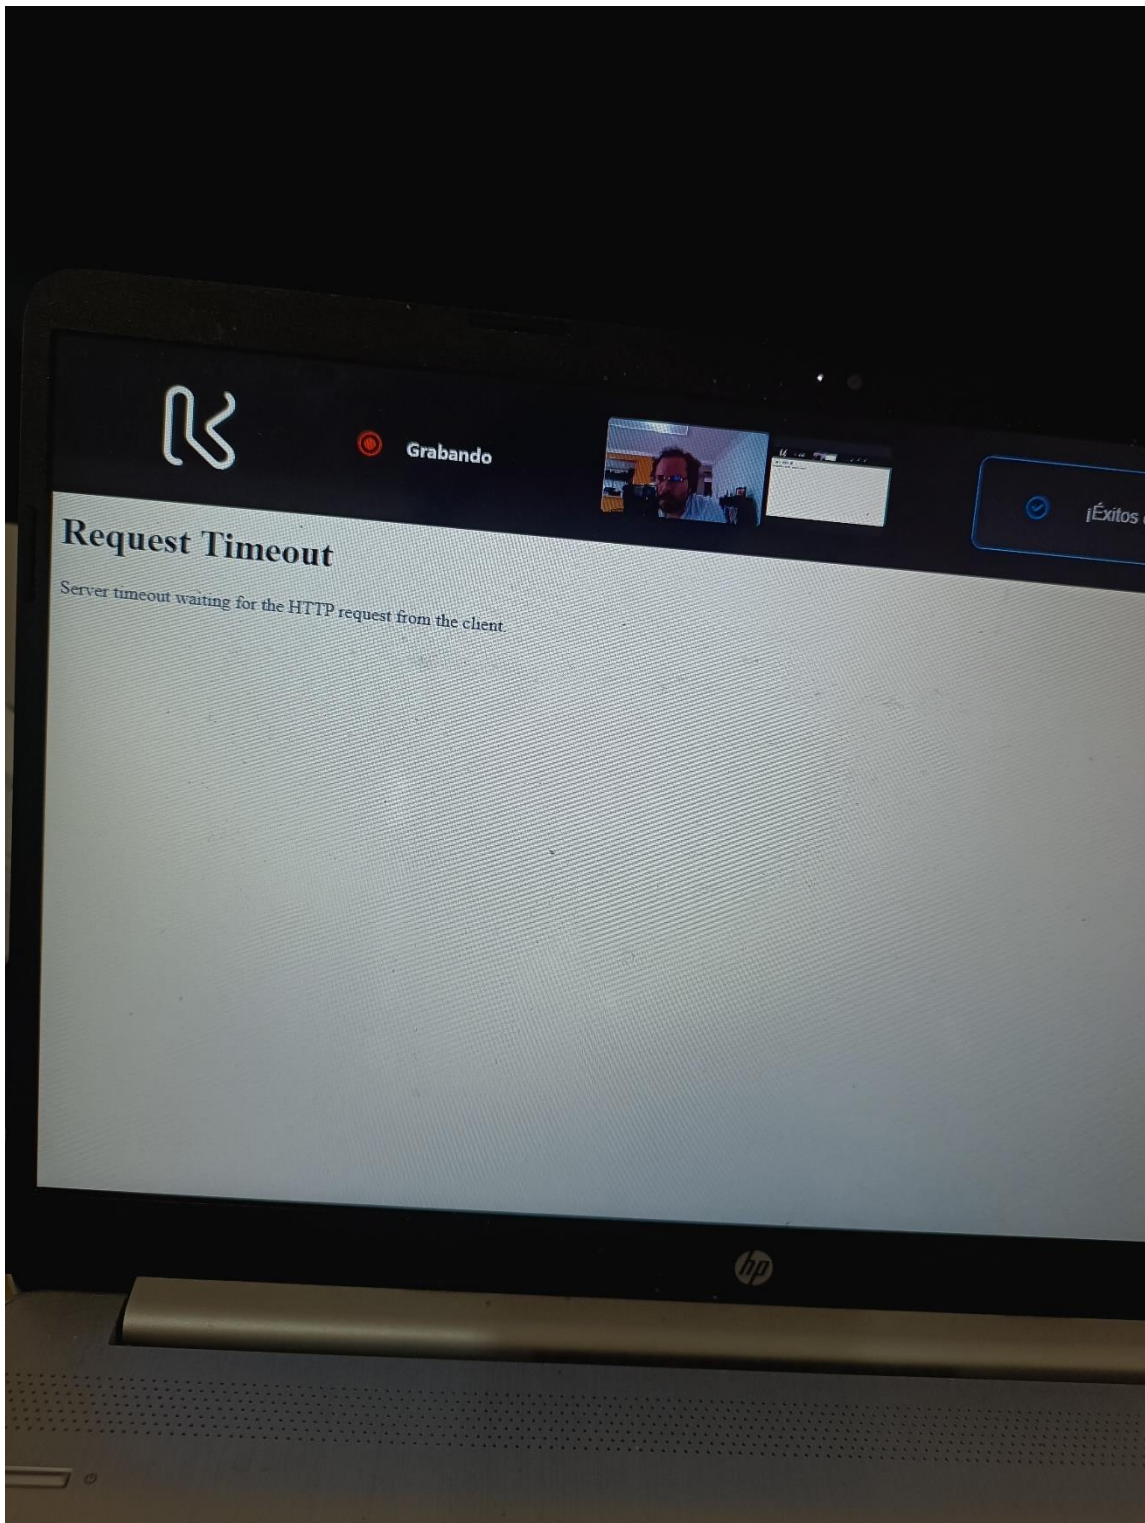 Grabando
¡Éxitos
Request Timeout
Server timeout waiting for the HTTP request from the client.
hp